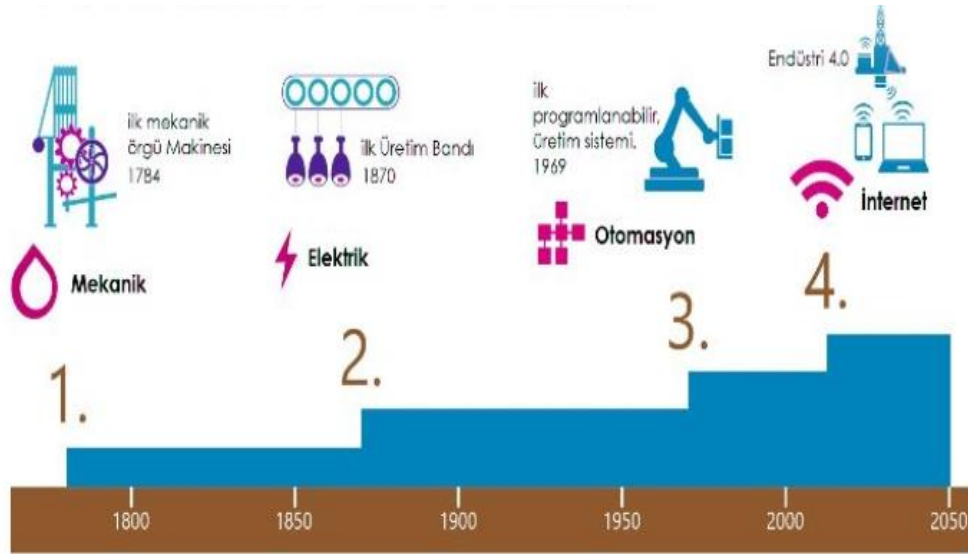 ilk mekanik
örgü Makinesi
1784
Mekanik
1.
ilk Üretim Bandı
1870
Elektrik
2.
ilk
programlanabilir,
üretim sistemi,
1969
Otomasyon
3.
Endüstri 4.0
İnternet
4.
1800
1850
1900
1950
2000
2050